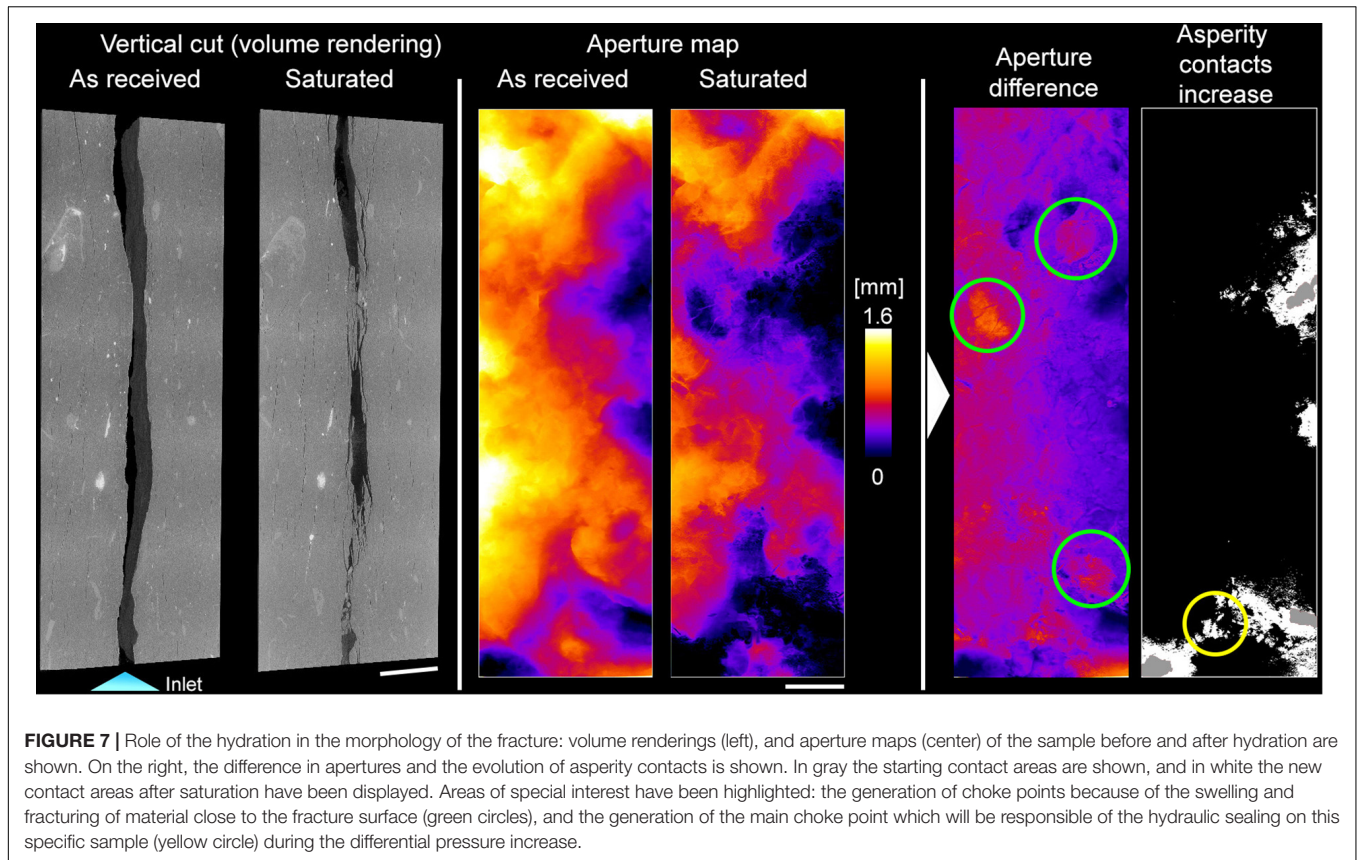 Vertical cut (volume rendering)
As received
Saturated
Inlet
Aperture map
As received
Saturated
[mm]
1.6
0
Aperture
difference
Asperity
contacts
increase
FIGURE 7 | Role of the hydration in the morphology of the fracture: volume renderings (left), and aperture maps (center) of the sample before and after hydration are
shown. On the right, the difference in apertures and the evolution of asperity contacts is shown. In gray the starting contact areas are shown, and in white the new
contact areas after saturation have been displayed. Areas of special interest have been highlighted: the generation of choke points because of the swelling and
fracturing of material close to the fracture surface (green circles), and the generation of the main choke point which will be responsible of the hydraulic sealing on this
specific sample (yellow circle) during the differential pressure increase.